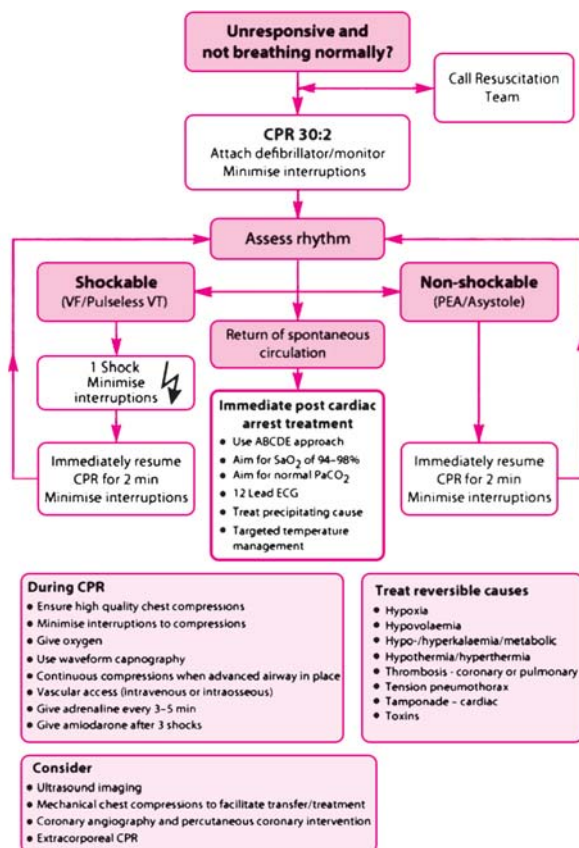 Unresponsive and
not breathing normally?
Call Resuscitation
Team
CPR 30:2
Attach defibrillator/monitor
Minimise interruptions
Assess rhythm
Shockable
(VF/Pulseless VT)
Non-shockable
(PEA/Asystole)
Return of spontaneous
circulation
1 Shock
Minimise
interruptions
Immediate post cardiac
arrest treatment
• Use ABCDE approach
• Aim for SaO₂ of 94–98%
• Aim for normal PaCO₂
• 12 Lead ECG
• Treat precipitating cause
• Targeted temperature
management
Immediately resume
CPR for 2 min
Minimise interruptions
Immediately resume
CPR for 2 min
Minimise interruptions
During CPR
• Ensure high quality chest compressions
• Minimise interruptions to compressions
• Give oxygen
• Use waveform capnography
• Continuous compressions when advanced airway in place
• Vascular access (intravenous or intraosseous)
• Give adrenaline every 3–5 min
• Give amiodarone after 3 shocks
Treat reversible causes
• Hypoxia
• Hypovolaemia
• Hypo-/hyperkalaemia/metabolic
• Hypothermia/hyperthermia
• Thrombosis - coronary or pulmonary
• Tension pneumothorax
• Tamponade – cardiac
• Toxins
Consider
• Ultrasound imaging
• Mechanical chest compressions to facilitate transfer/treatment
• Coronary angiography and percutaneous coronary intervention
• Extracorporeal CPR